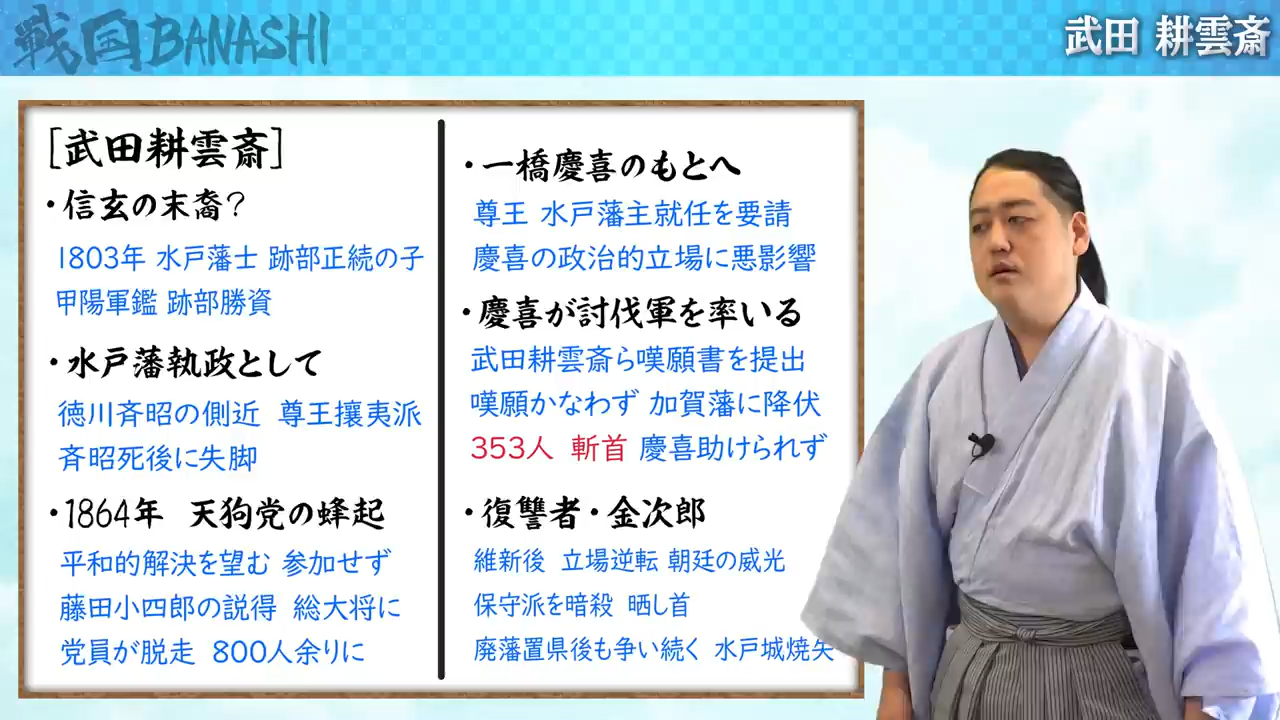 戦国BANASHI
武田 耕雲斎
[武田耕雲斎]
・信玄の末裔?
1803年 水戸藩士 跡部正続の子
甲陽軍鑑 跡部勝資
・水戸藩執政として
徳川斉昭の側近 尊王攘夷派
斉昭死後に失脚
・1864年 天狗党の蜂起
平和的解決を望む 参加せず
藤田小四郎の説得 総大将に
党員が脱走 800人余りに
・一橋慶喜のもとへ
尊王 水戸藩主就任を要請
慶喜の政治的立場に悪影響
・慶喜が討伐軍を率いる
武田耕雲斎ら嘆願書を提出
嘆願かなわず 加賀藩に降伏
353人 斬首 慶喜助けられず
・復讐者・金次郎
維新後 立場逆転 朝廷の威光
保守派を暗殺 晒し首
廃藩置県後も争い続く 水戸城焼失